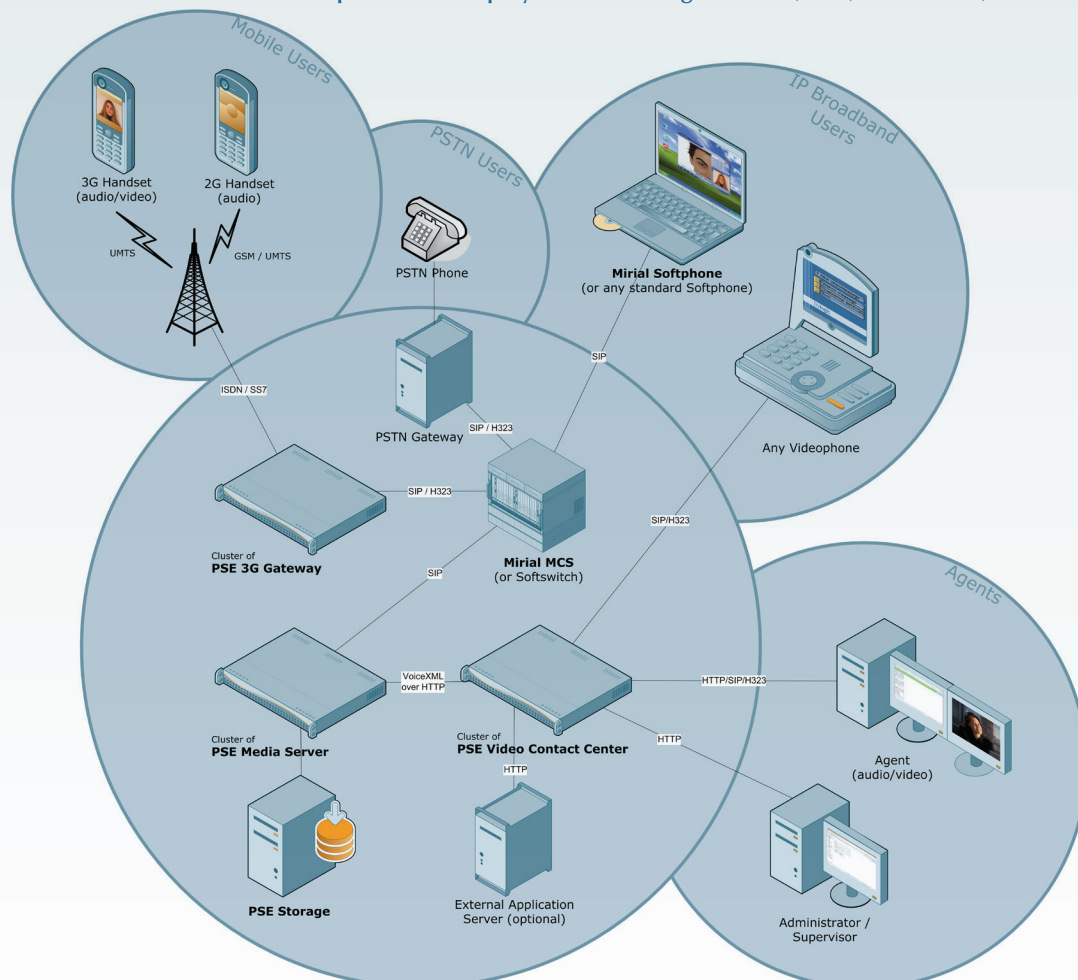 Mobile Users
3G Handset
(audio/video)
2G Handset
(audio)
UMTS
GSM / UMTS
PSTN Users
PSTN Phone
IP Broadband
Users
Mirial Softphone
(or any standard Softphone)
Any Videophone
SIP
ISDN / SS7
PSTN Gateway
SIP / H323
SIP / H323
Cluster of
PSE 3G Gateway
Mirial MCS
(or Softswitch)
SIP
SIP/H323
Agents
VoiceXML
over HTTP
HTTP/SIP/H323
Cluster of
PSE Media Server
Cluster of
PSE Video Contact Center
HTTP
HTTP
Agent
(audio/video)
PSE Storage
External Application
Server (optional)
Administrator /
Supervisor